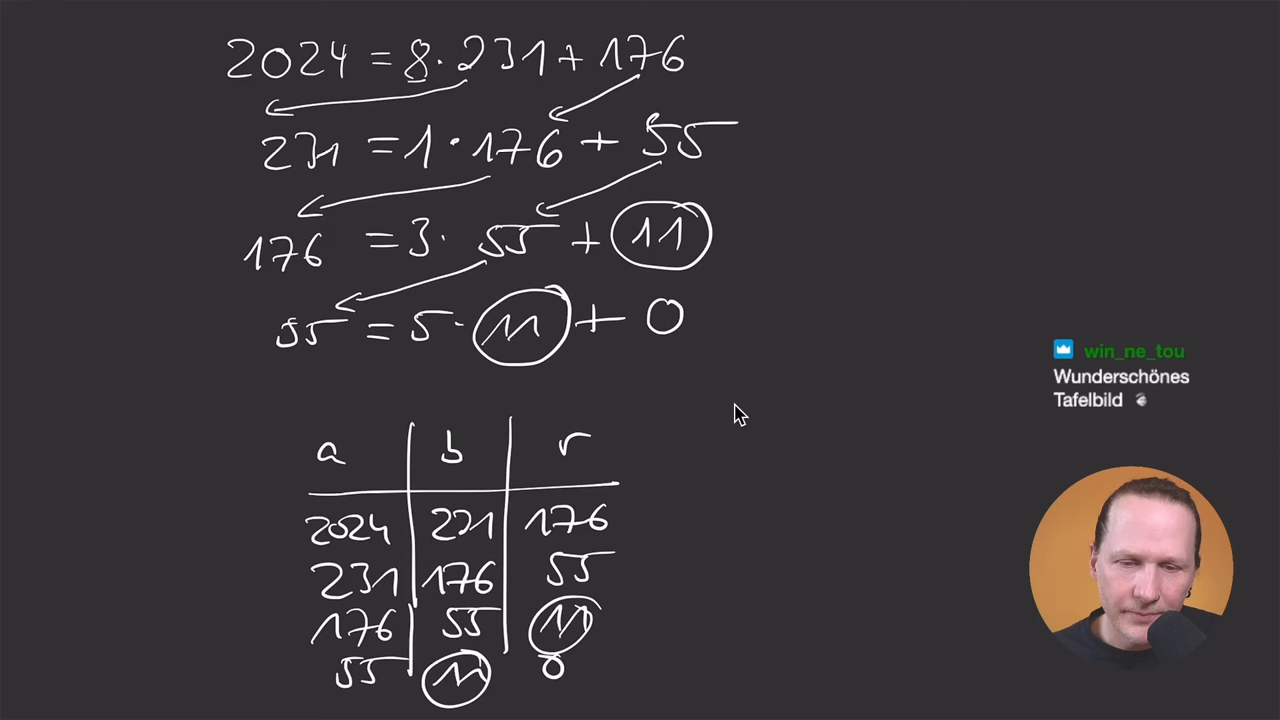 2024 = 8·231 + 176
231 = 1·176 + 55
176 = 3·55 + 11
55 = 5·11 + 0
a b r
2024 231 176
231 176 55
176 55 11
55 11 0
win_ne_tou
Wunderschönes
Tafelbild